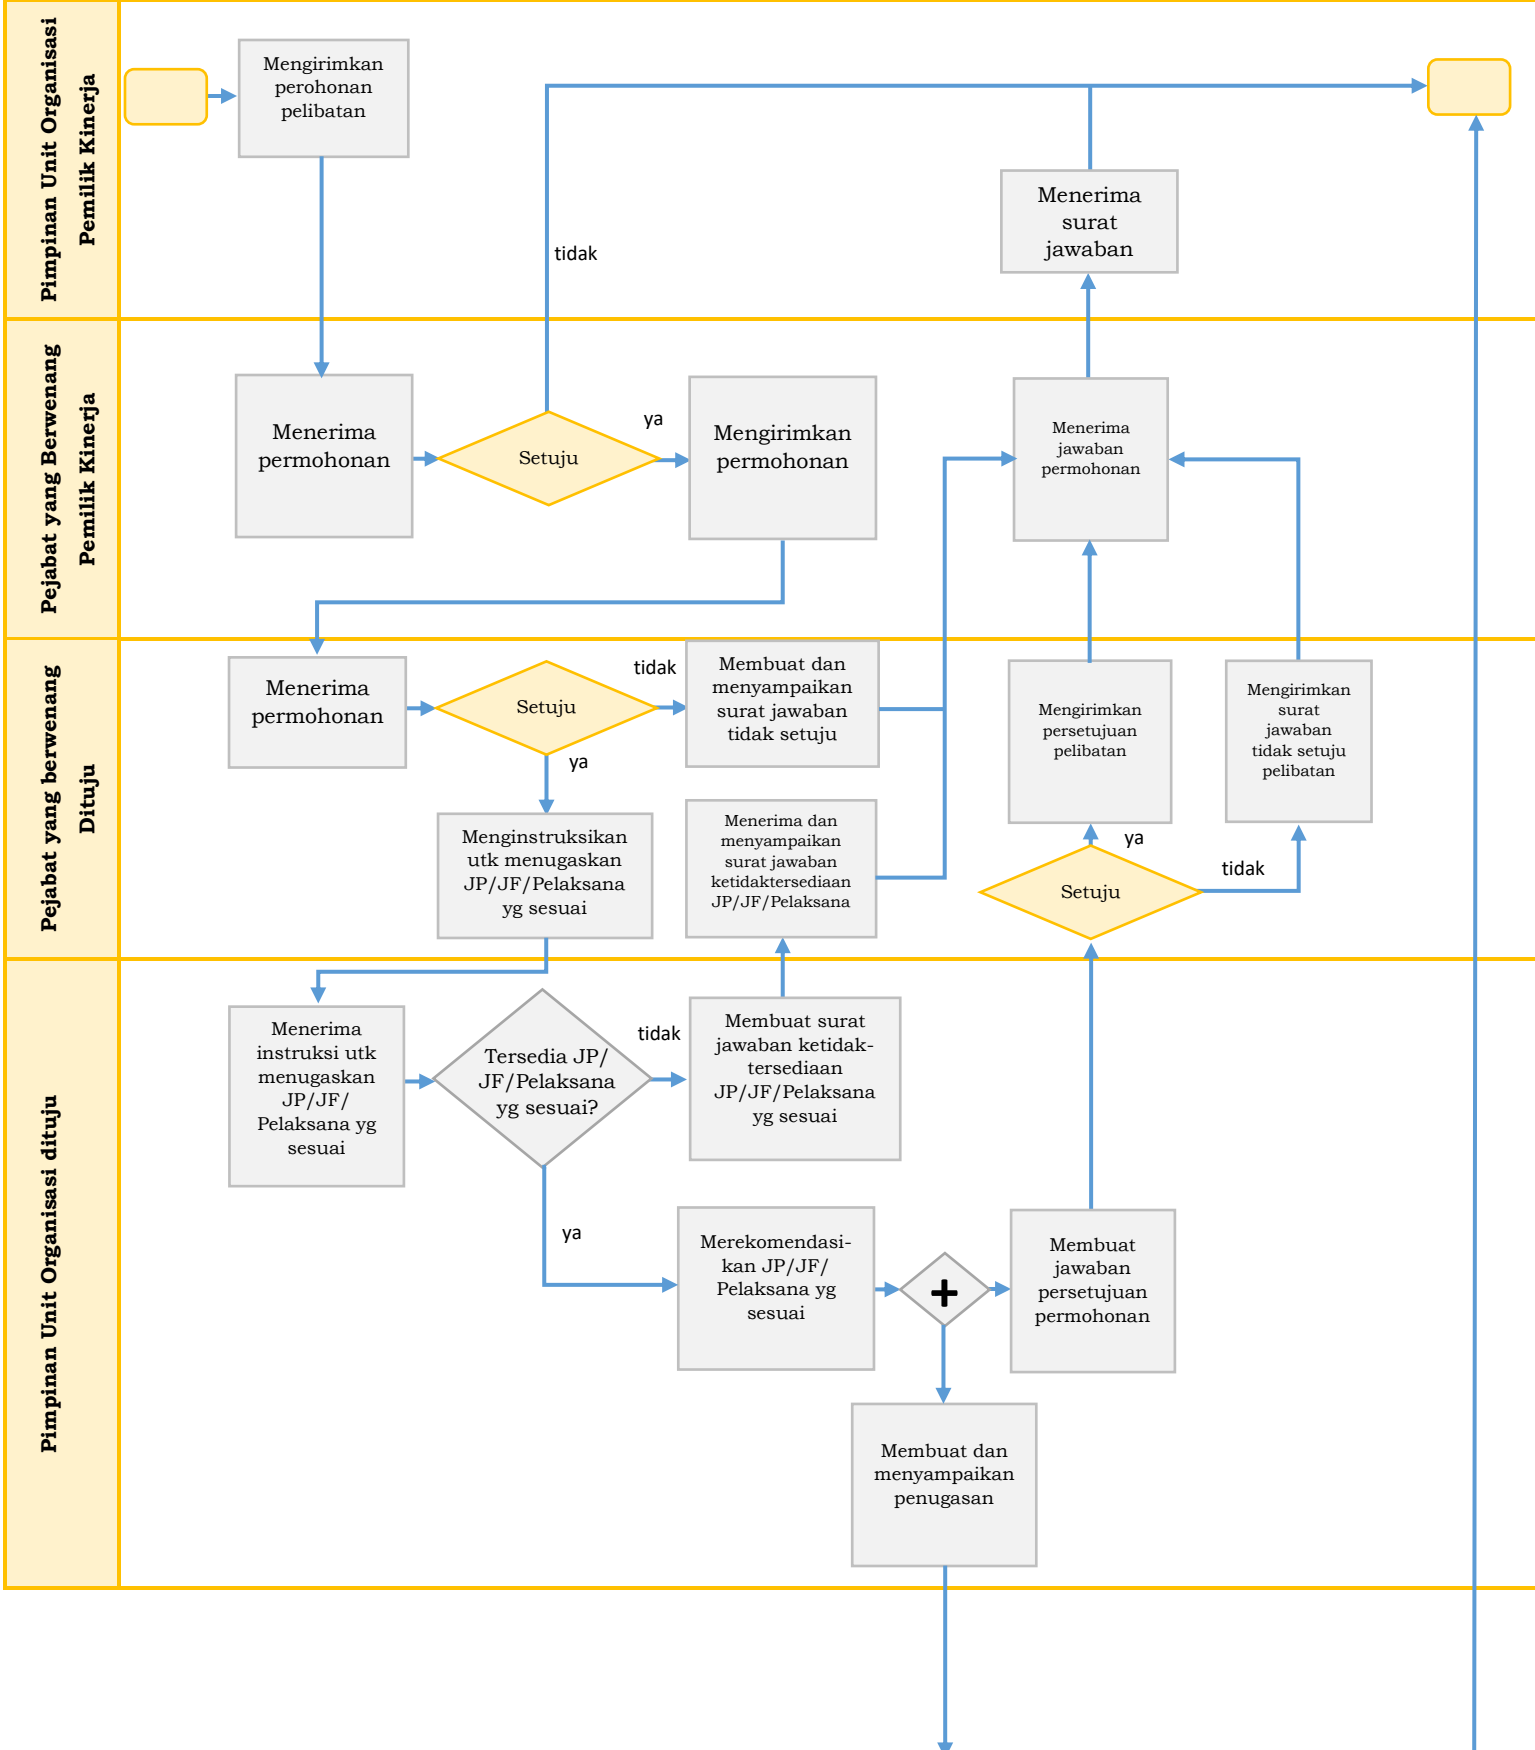 Pimpinan Unit Organisasi
Pemilik Kinerja
Mengirimkan
perohonan
pelibatan
tidak
Menerima
surat
jawaban
Pejabat yang Berwenang
Pemilik Kinerja
Menerima
permohonan
Setuju
ya
Mengirimkan
permohonan
Menerima
jawaban
permohonan
Pejabat yang berwenang
Dituju
Menerima
permohonan
Setuju
tidak
ya
Membuat dan
menyampaikan
surat jawaban
tidak setuju
Mengirimkan
persetujuan
pelibatan
Mengirimkan
surat
jawaban
tidak setuju
pelibatan
Menginstruksikan
utk menugaskan
JP/JF/Pelaksana
yg sesuai
Menerima dan
menyampaikan
surat jawaban
ketidaktersediaan
JP/JF/Pelaksana
ya
Setuju
tidak
Pimpinan Unit Organisasi dituju
Menerima
instruksi utk
menugaskan
JP/JF/
Pelaksana yg
sesuai
Tersedia JP/
JF/Pelaksana
yg sesuai?
tidak
Membuat surat
jawaban ketidak-
tersediaan
JP/JF/Pelaksana
yg sesuai
ya
Merekomendasi-
kan JP/JF/
Pelaksana yg
sesuai
+
Membuat
jawaban
persetujuan
permohonan
Membuat dan
menyampaikan
penugasan